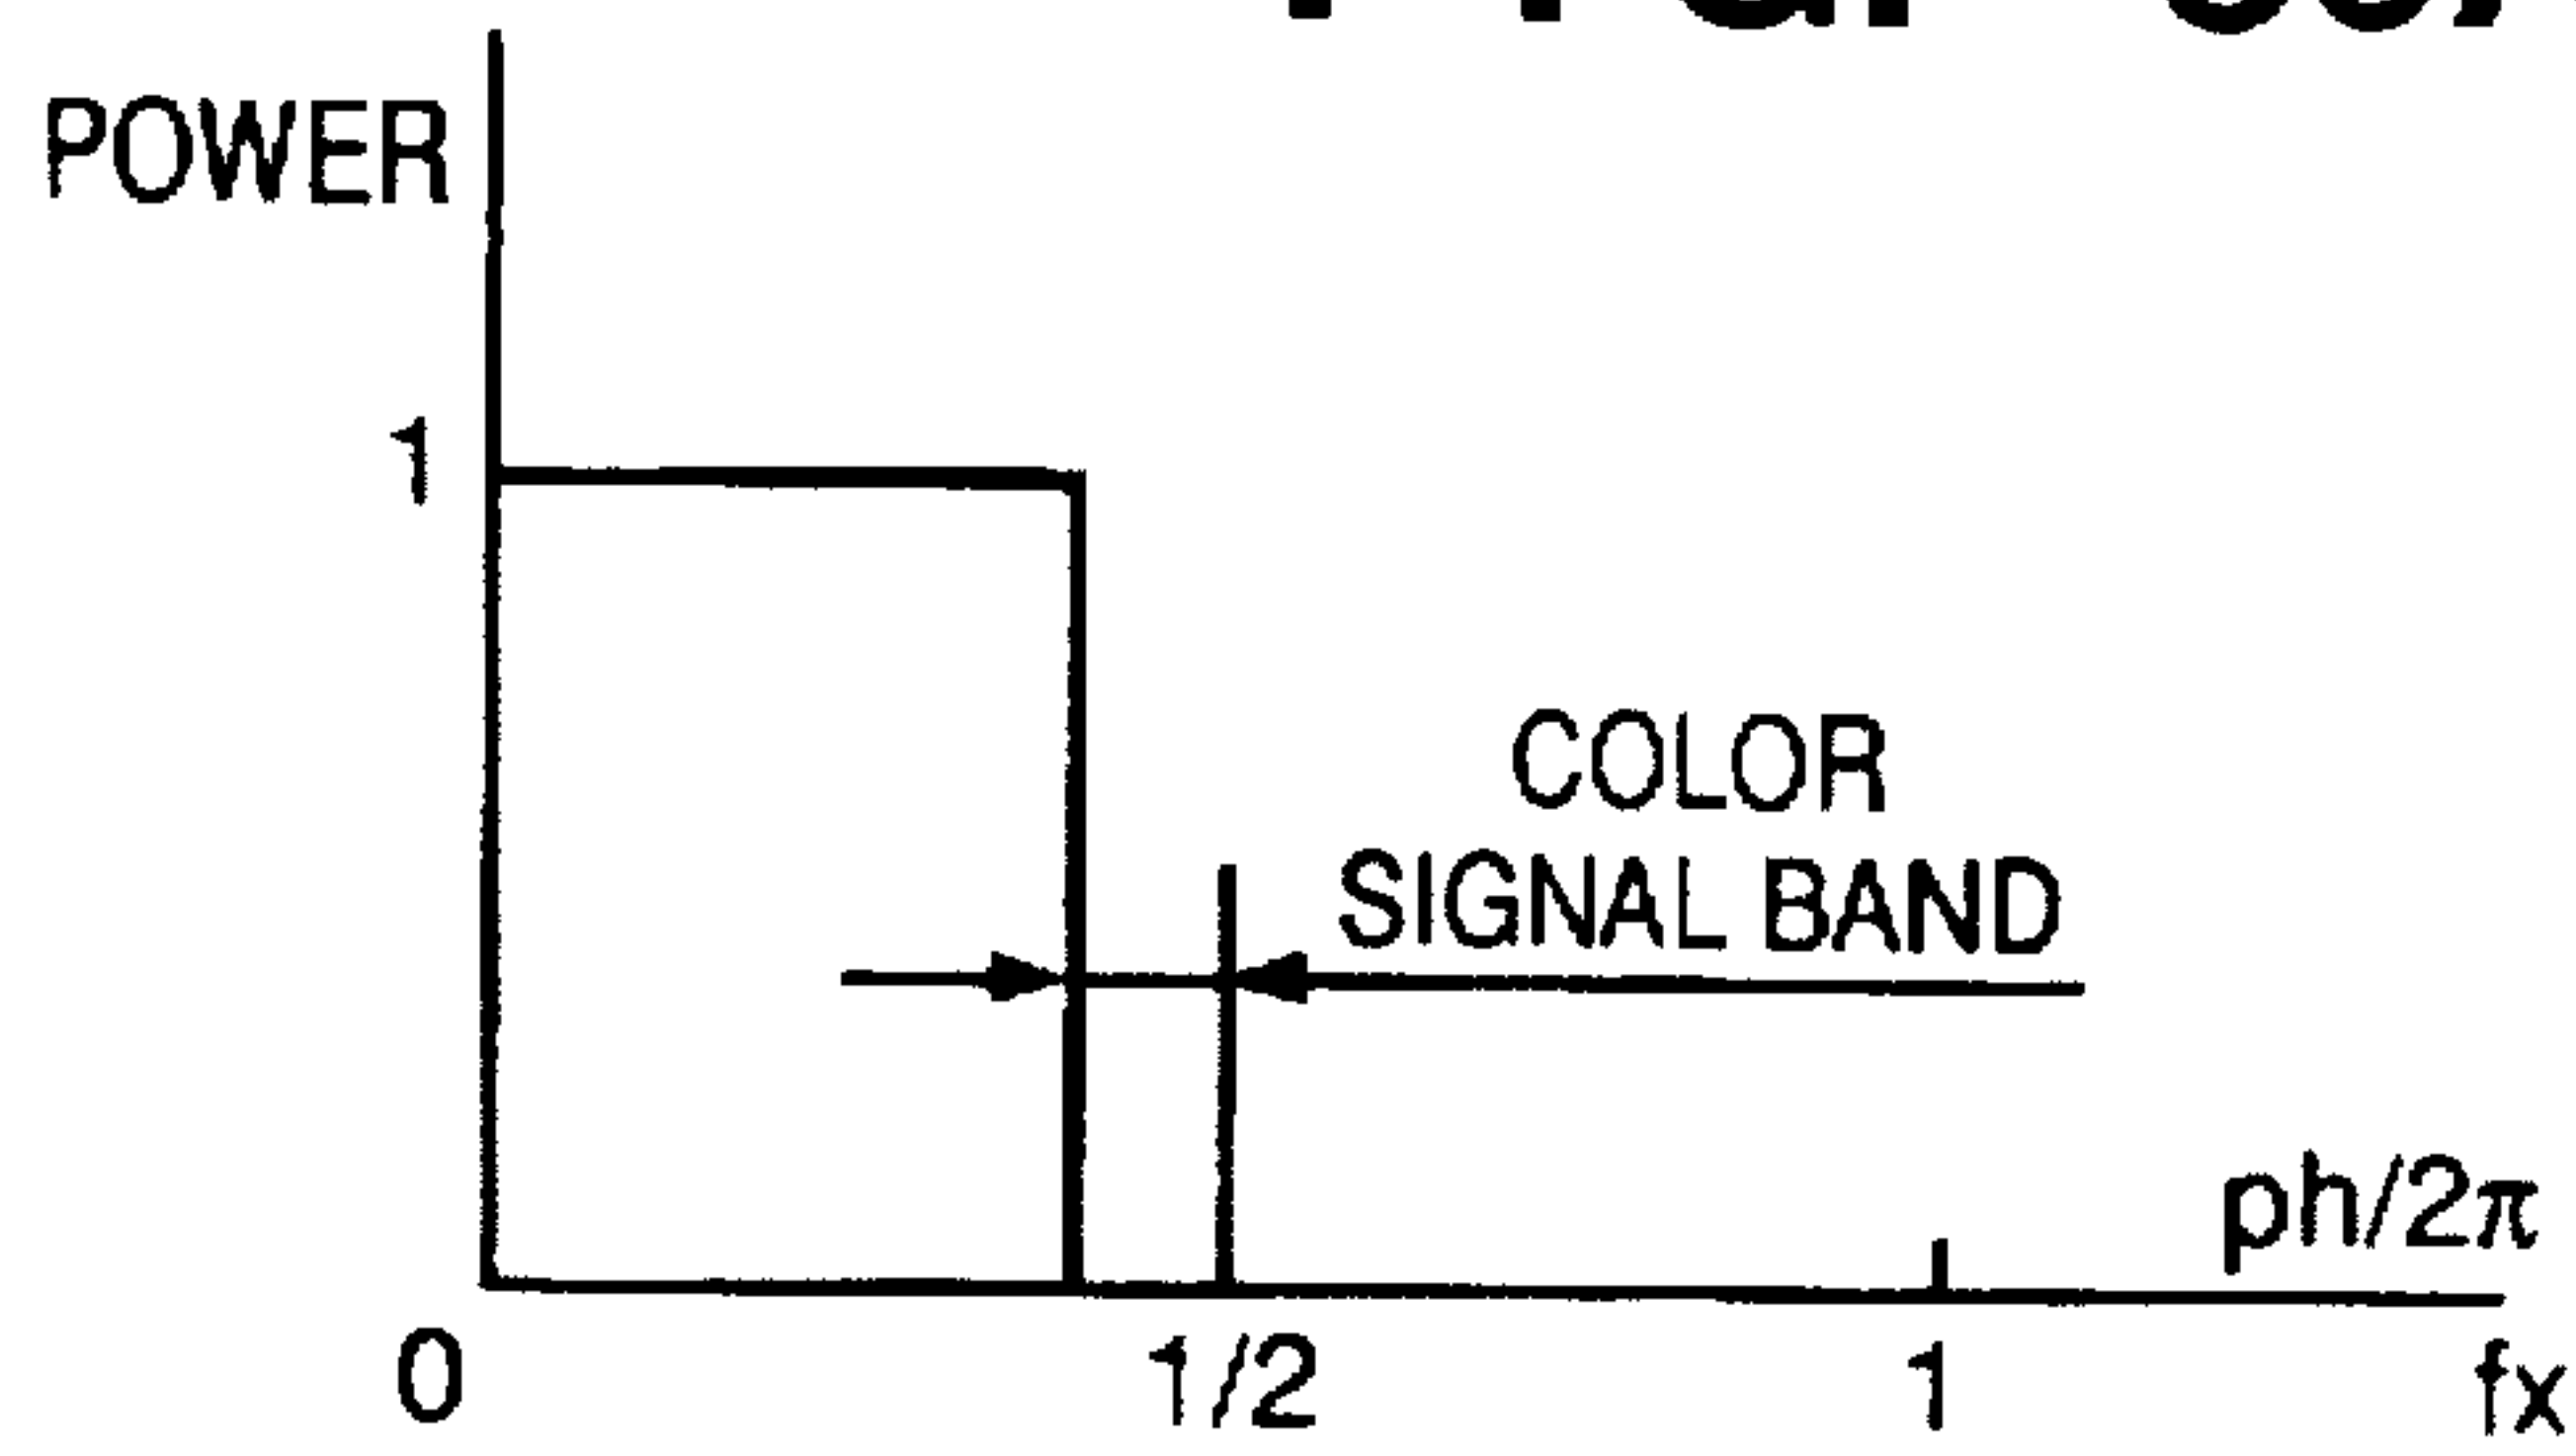 POWER
1
COLOR
SIGNAL BAND
ph/2π
0
1/2
1
fx